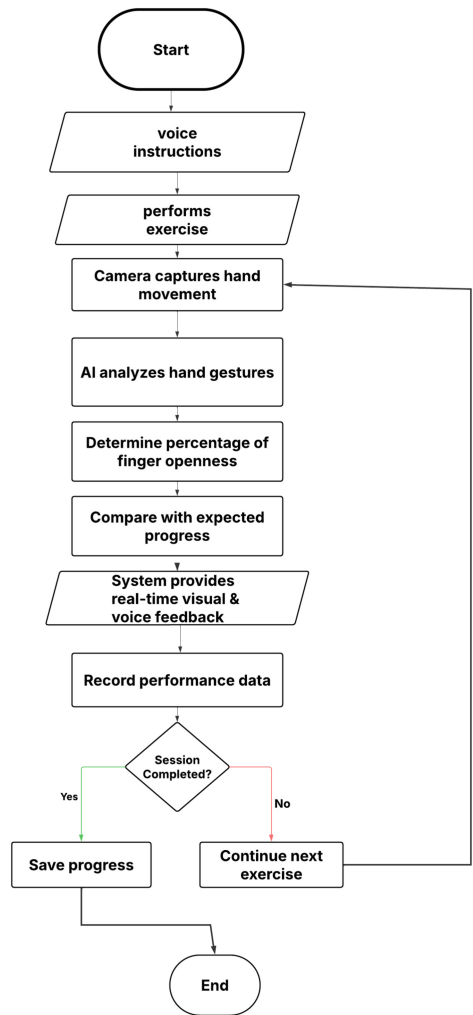 Start
voice
instructions
performs
exercise
Camera captures hand
movement
AI analyzes hand gestures
Determine percentage of
finger openness
Compare with expected
progress
System provides
real-time visual &
voice feedback
Record performance data
Session
Completed?
Yes
No
Save progress
Continue next
exercise
End